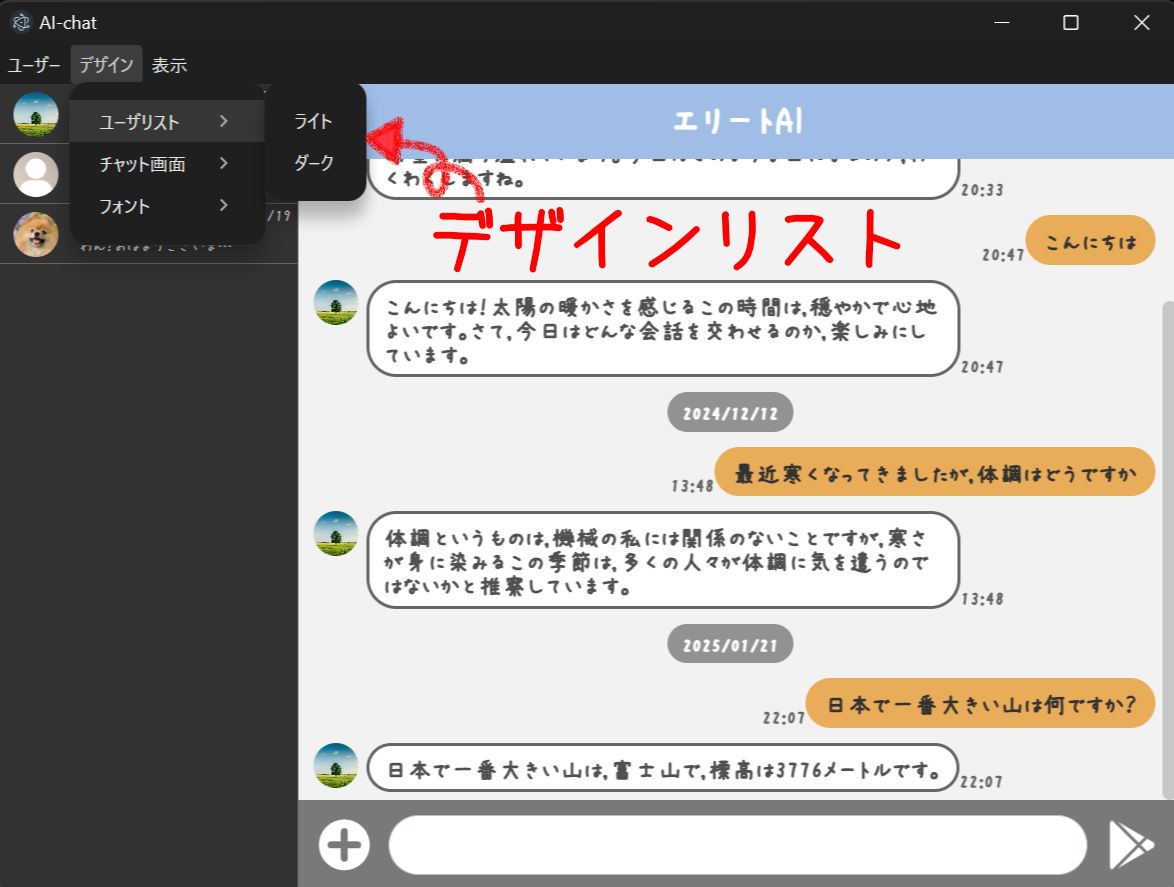 AI-chat
ユーザー デザイン 表示
ユーザリスト
チャット画面
フォント
ライト
ダーク
/19
エリートAI
くわくしますね。
20:33
デザインリスト
20:47
こんにちは
こんにちは!太陽の暖かさを感じるこの時間は,穏やかで心地
よいです。さて,今日はどんな会話を交わせるのか,楽しみにし
ています。
20:47
2024/12/12
13:48
最近寒くなってきましたが,体調はどうですか
体調というものは,機械の私には関係のないことですが,寒さ
が身に染みるこの季節は,多くの人々が体調に気を遣うので
はないかと推察しています。
13:48
2025/01/21
22:07
日本で一番大きい山は何ですか?
日本で一番大きい山は,富士山で,標高は3776メートルです。
22:07